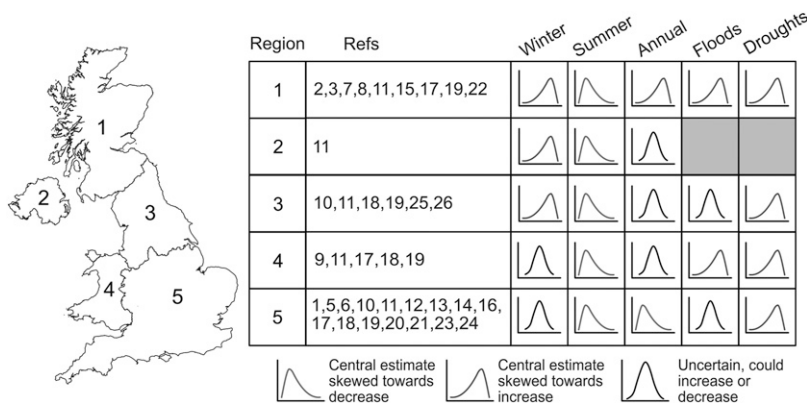 Region Refs Winter Summer Annual Floods Droughts
1 2,3,7,8,11,15,17,19,22
2 11
3 10,11,18,19,25,26
4 9,11,17,18,19
5 1,5,6,10,11,12,13,14,16,
17,18,19,20,21,23,24
1
2
3
4
5
Central estimate
skewed towards
decrease
Central estimate
skewed towards
increase
Uncertain, could
increase or
decrease